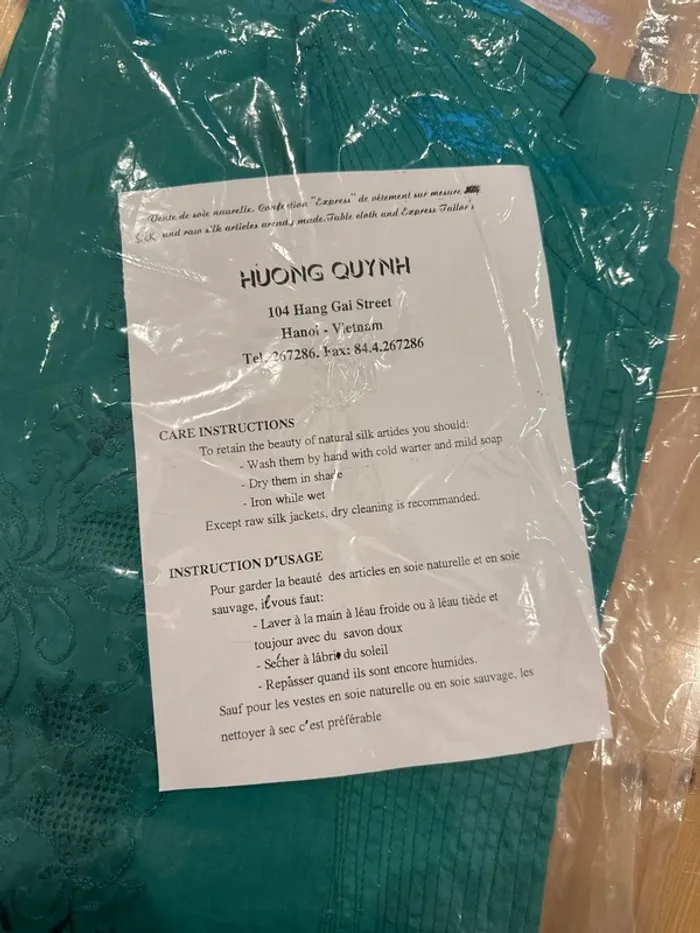 Vente de soie naurelle. Confection "Express" de vêtement sur mesure
Silk und raw silk articles aready made. Table cloth and Express Tailor's
HUONG QUYNH
104 Hang Gai Street
Hanoi - Vietnam
Tel. 267286. Fax: 84.4.267286
CARE INSTRUCTIONS
To retain the beauty of natural silk artides you should:
- Wash them by hand with cold warter and mild soap
- Dry them in shade
- Iron while wet
Except raw silk jackets, dry cleaning is recommanded.
INSTRUCTION D'USAGE
Pour garder la beauté des articles en soie naturelle et en soie
sauvage, il vous faut:
- Laver à la main à léau froide ou à léau tiède et
toujour avec du savon doux
- Sécher à lábri du soleil
- Repásser quand ils sont encore humides.
Sauf pour les vestes en soie naturelle ou en soie sauvage, les
nettoyer à sec c'est préférable